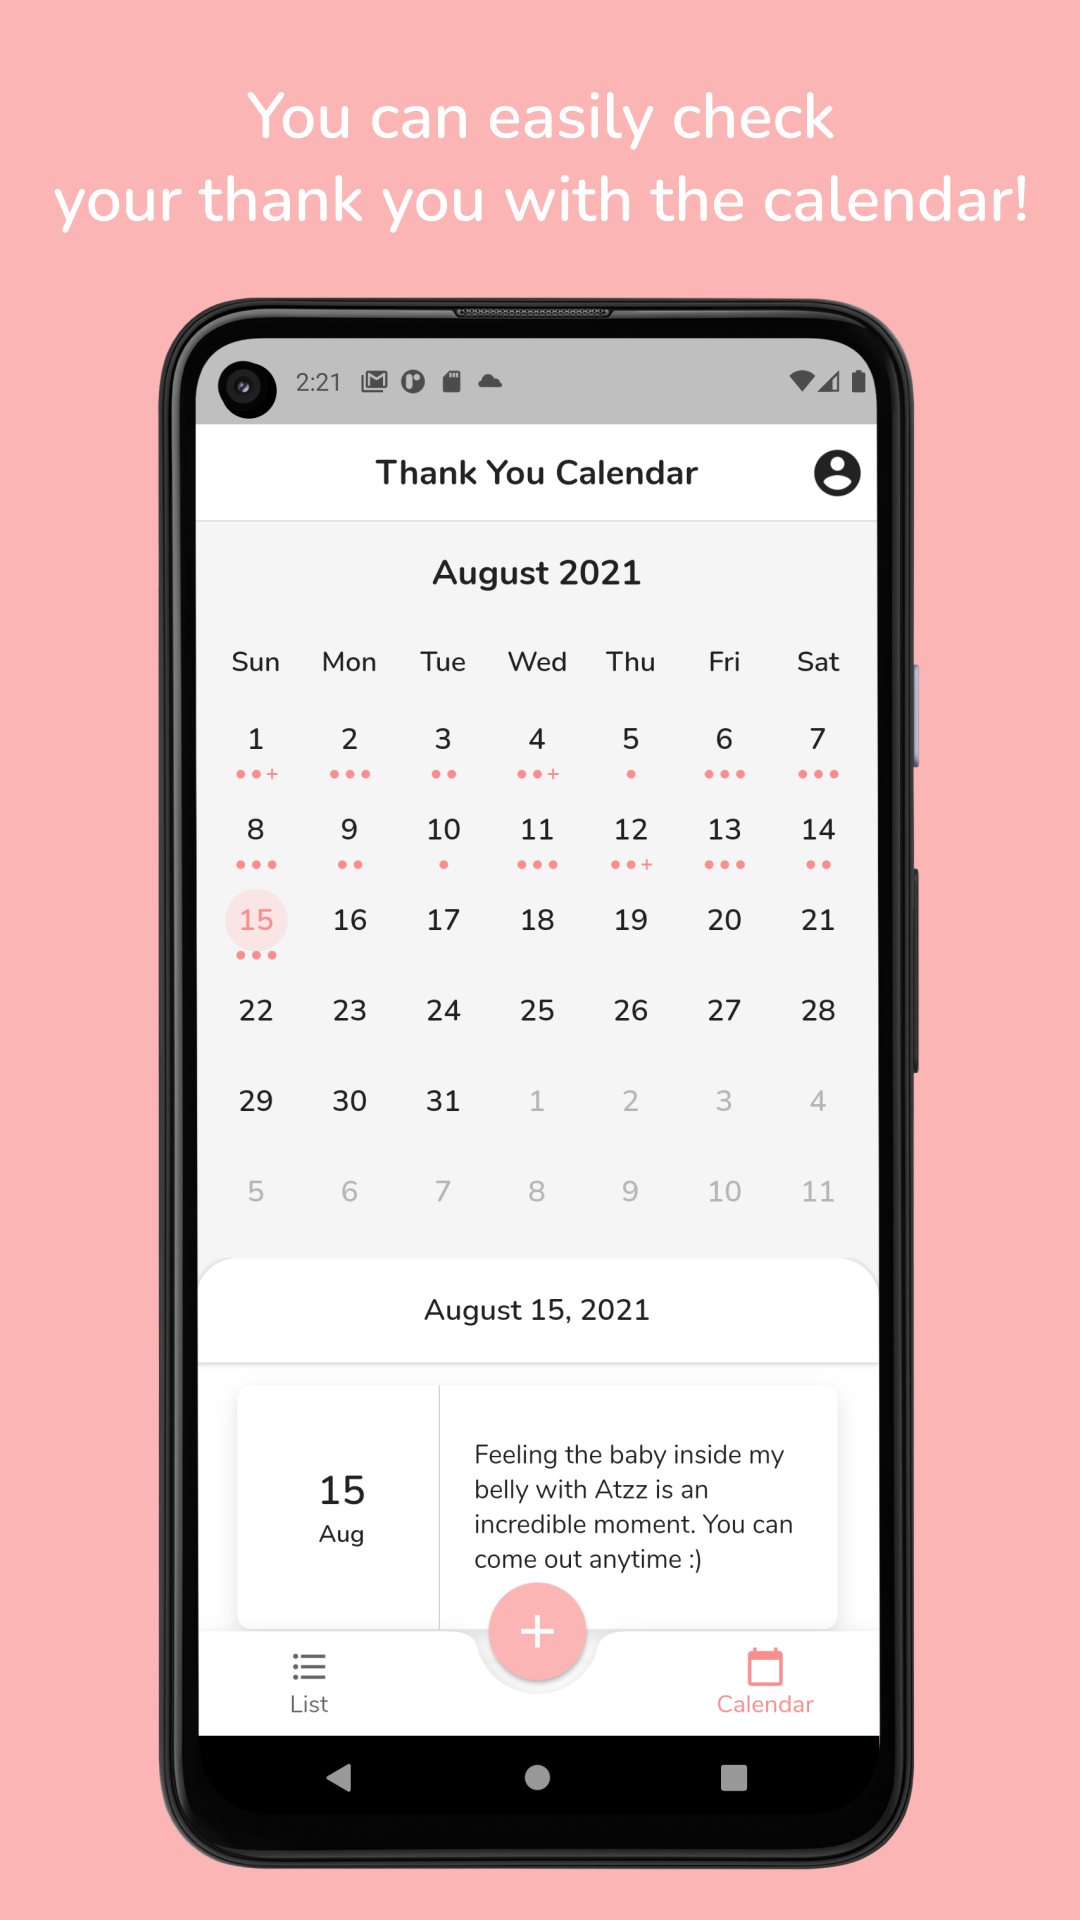 You can easily check
your thank you with the calendar!
2:21
Thank You Calendar
August 2021
Sun Mon Tue Wed Thu Fri Sat
1 2 3 4 5 6 7
+ +
8 9 10 11 12 13 14
+
15 16 17 18 19 20 21
22 23 24 25 26 27 28
29 30 31 1 2 3 4
5 6 7 8 9 10 11
August 15, 2021
15
Aug
Feeling the baby inside my
belly with Atzz is an
incredible moment. You can
come out anytime :)
+
List
Calendar